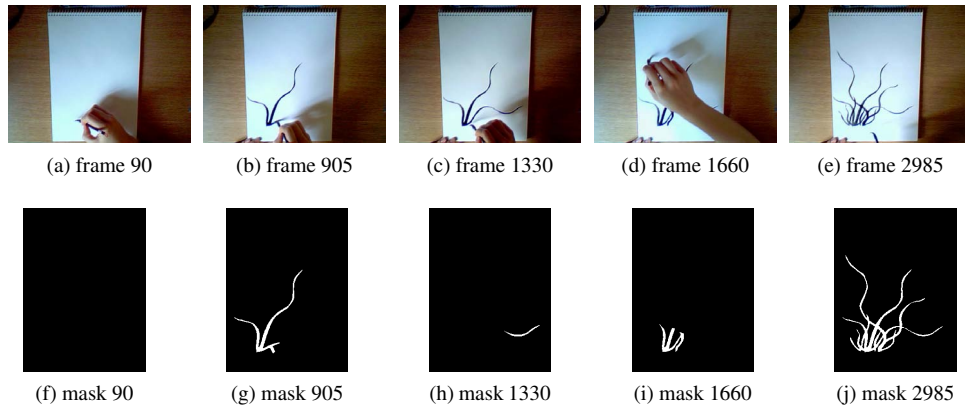 (a) frame 90
(b) frame 905
(c) frame 1330
(d) frame 1660
(e) frame 2985
(f) mask 90
(g) mask 905
(h) mask 1330
(i) mask 1660
(j) mask 2985